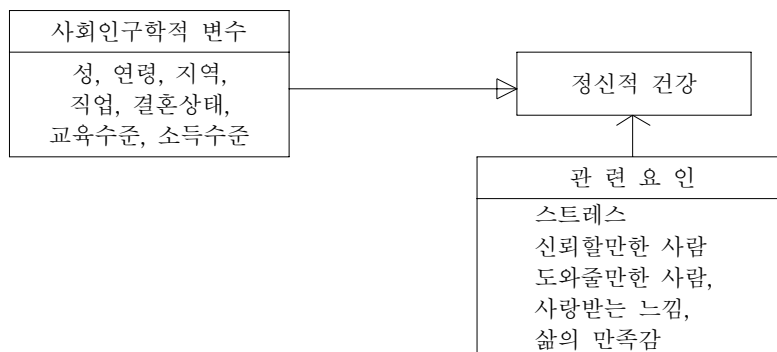 사회인구학적 변수
성, 연령, 지역,
직업, 결혼상태,
교육수준, 소득수준
정신적 건강
관 련 요 인
스트레스
신뢰할만한 사람
도와줄만한 사람,
사랑받는 느낌,
삶의 만족감